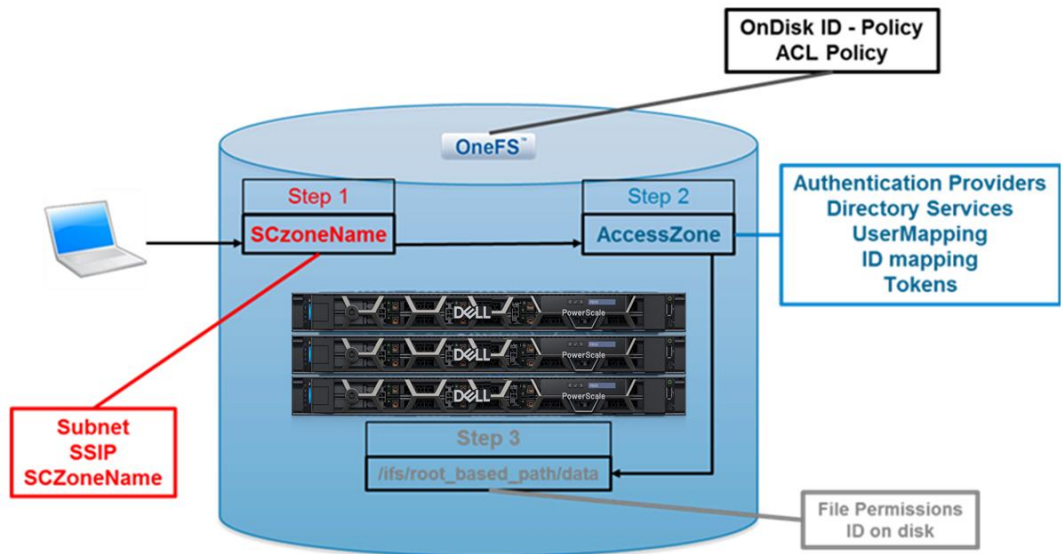 OnDisk ID - Policy
ACL Policy
OneFS™
Step 1
SCzoneName
Step 2
AccessZone
Authentication Providers
Directory Services
UserMapping
ID mapping
Tokens
DELL
PowerScale
DELL
PowerScale
DELL
PowerScale
Subnet
SSIP
SCZoneName
Step 3
/ifs/root_based_path/data
File Permissions
ID on disk